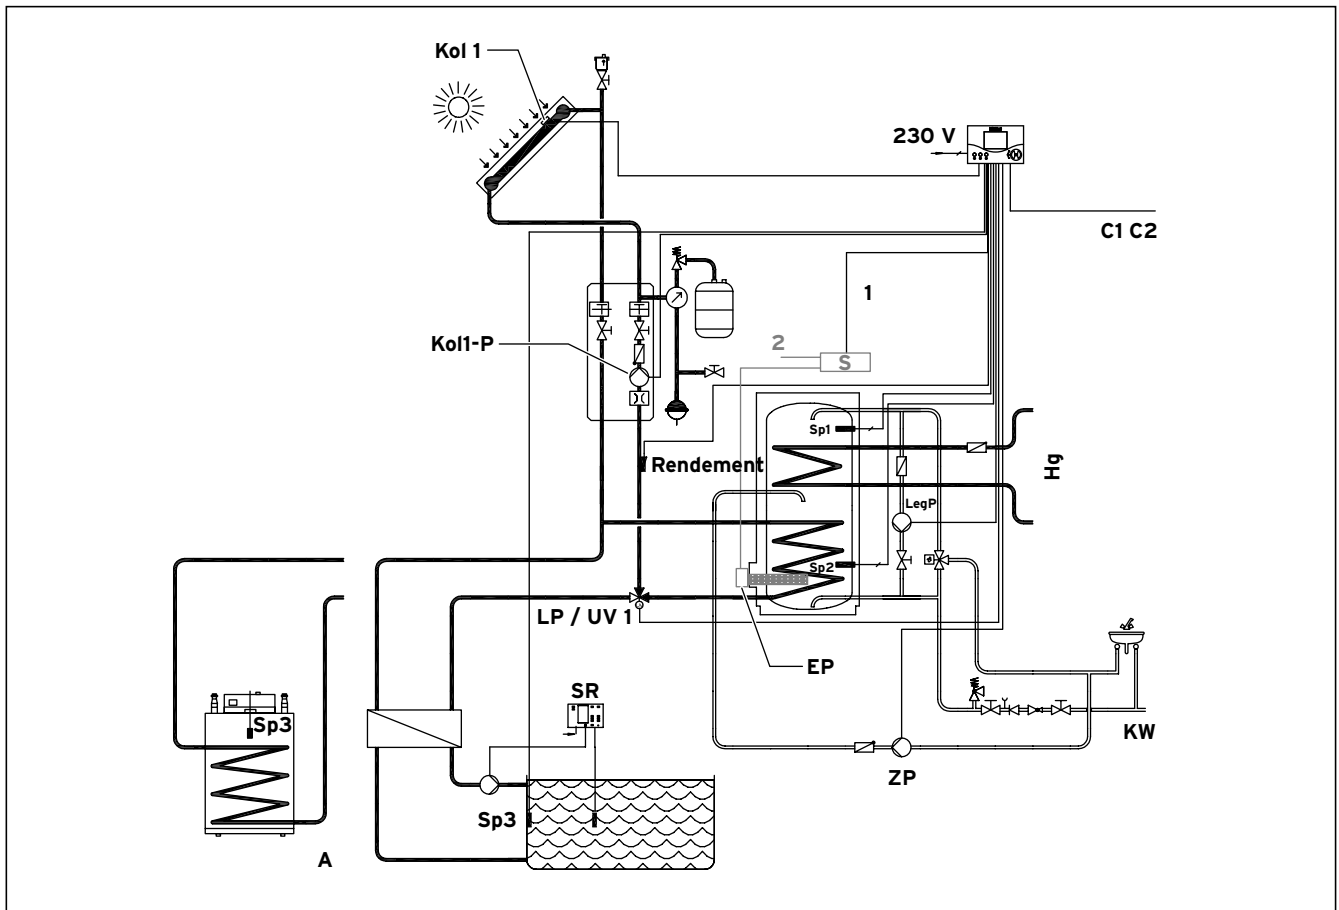 Kol 1
230 V
C1 C2
1
Kol1-P
2
S
Sp1
Rendement
Hg
LegP
Sp2
LP / UV 1
EP
SR
Sp3
KW
ZP
Sp3
A